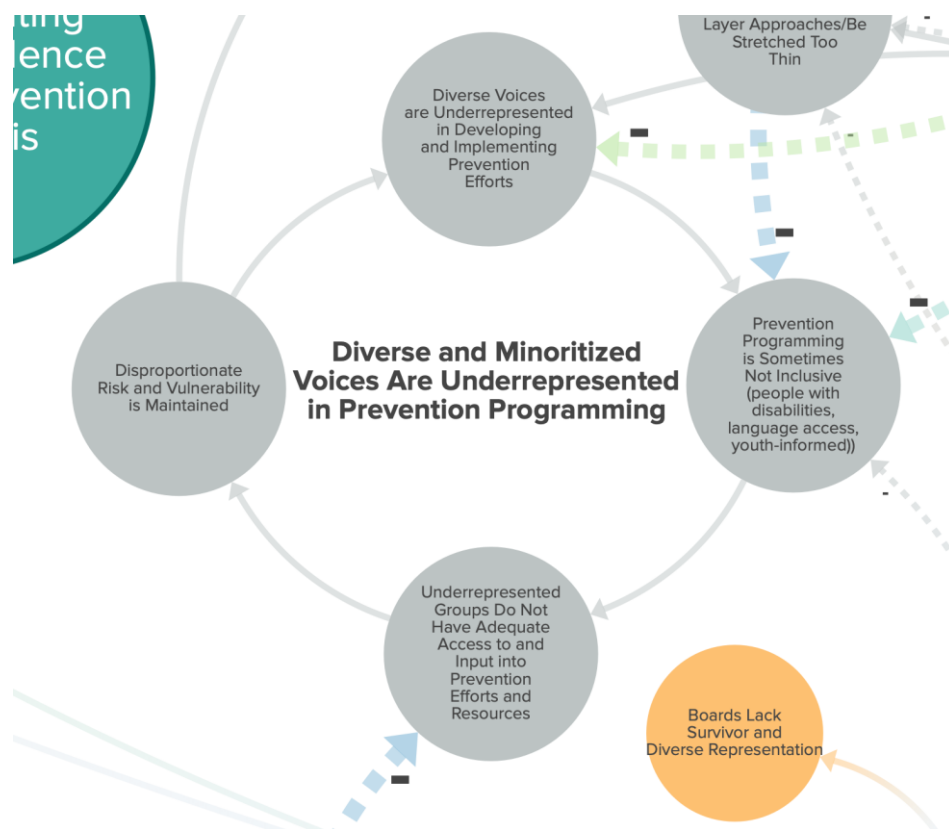 lence
vention
is
Layer Approaches/Be
Stretched Too
Thin
-
Diverse Voices
are Underrepresented
in Developing
and Implementing
Prevention
Efforts
-
-
-
-
Prevention
Programming
is Sometimes
Not Inclusive
(people with
disabilities,
language access,
youth-informed))
-
Diverse and Minoritized
Voices Are Underrepresented
in Prevention Programming
Disproportionate
Risk and Vulnerability
is Maintained
Underrepresented
Groups Do Not
Have Adequate
Access to and
Input into
Prevention
Efforts and
Resources
-
Boards Lack
Survivor and
Diverse Representation